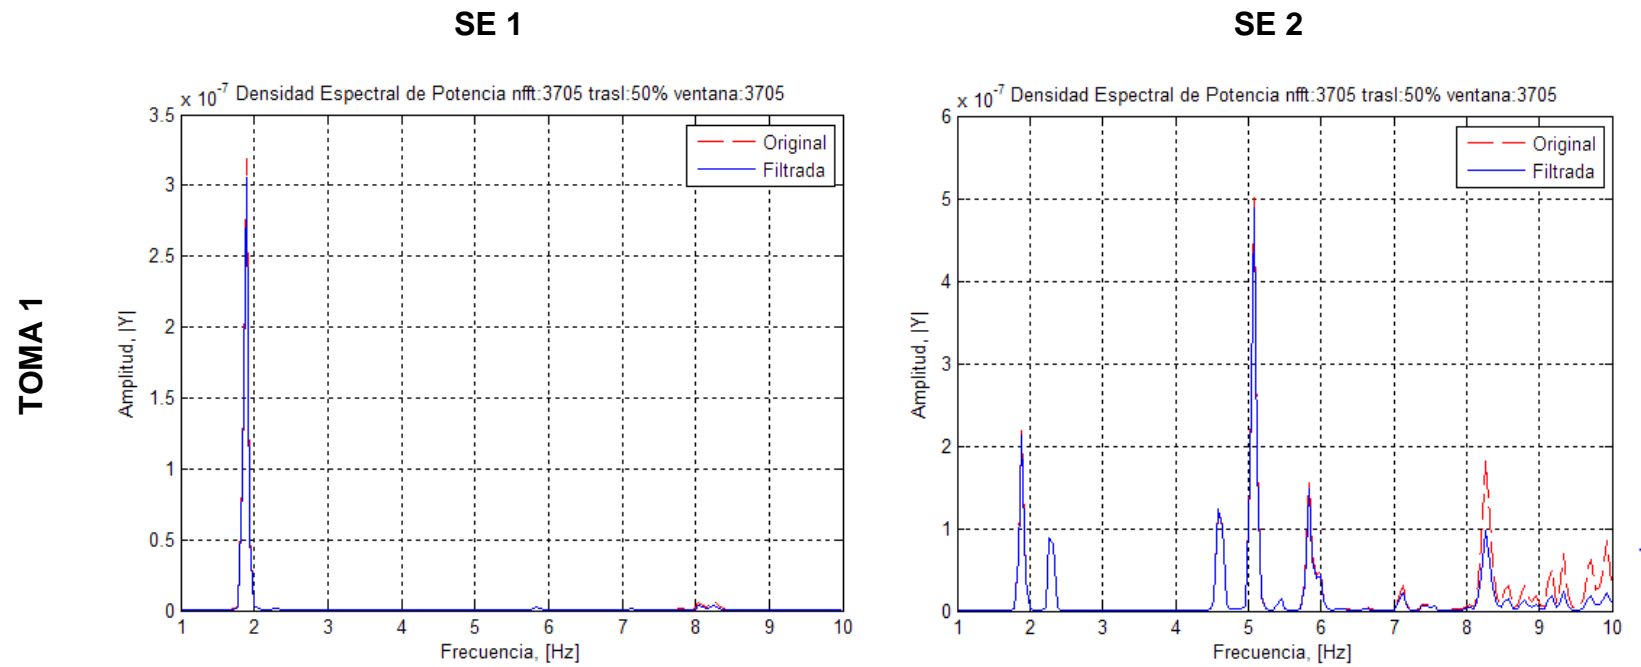 SE 1
SE 2
TOMA 1
x 10^-7 Densidad Espectral de Potencia nfft:3705 trasl:50% ventana:3705
Original
Filtrada
3.5
3
2.5
2
1.5
1
0.5
0
Amplitud, |Y|
1 2 3 4 5 6 7 8 9 10
Frecuencia, [Hz]
x 10^-7 Densidad Espectral de Potencia nfft:3705 trasl:50% ventana:3705
Original
Filtrada
6
5
4
3
2
1
0
Amplitud, |Y|
1 2 3 4 5 6 7 8 9 10
Frecuencia, [Hz]